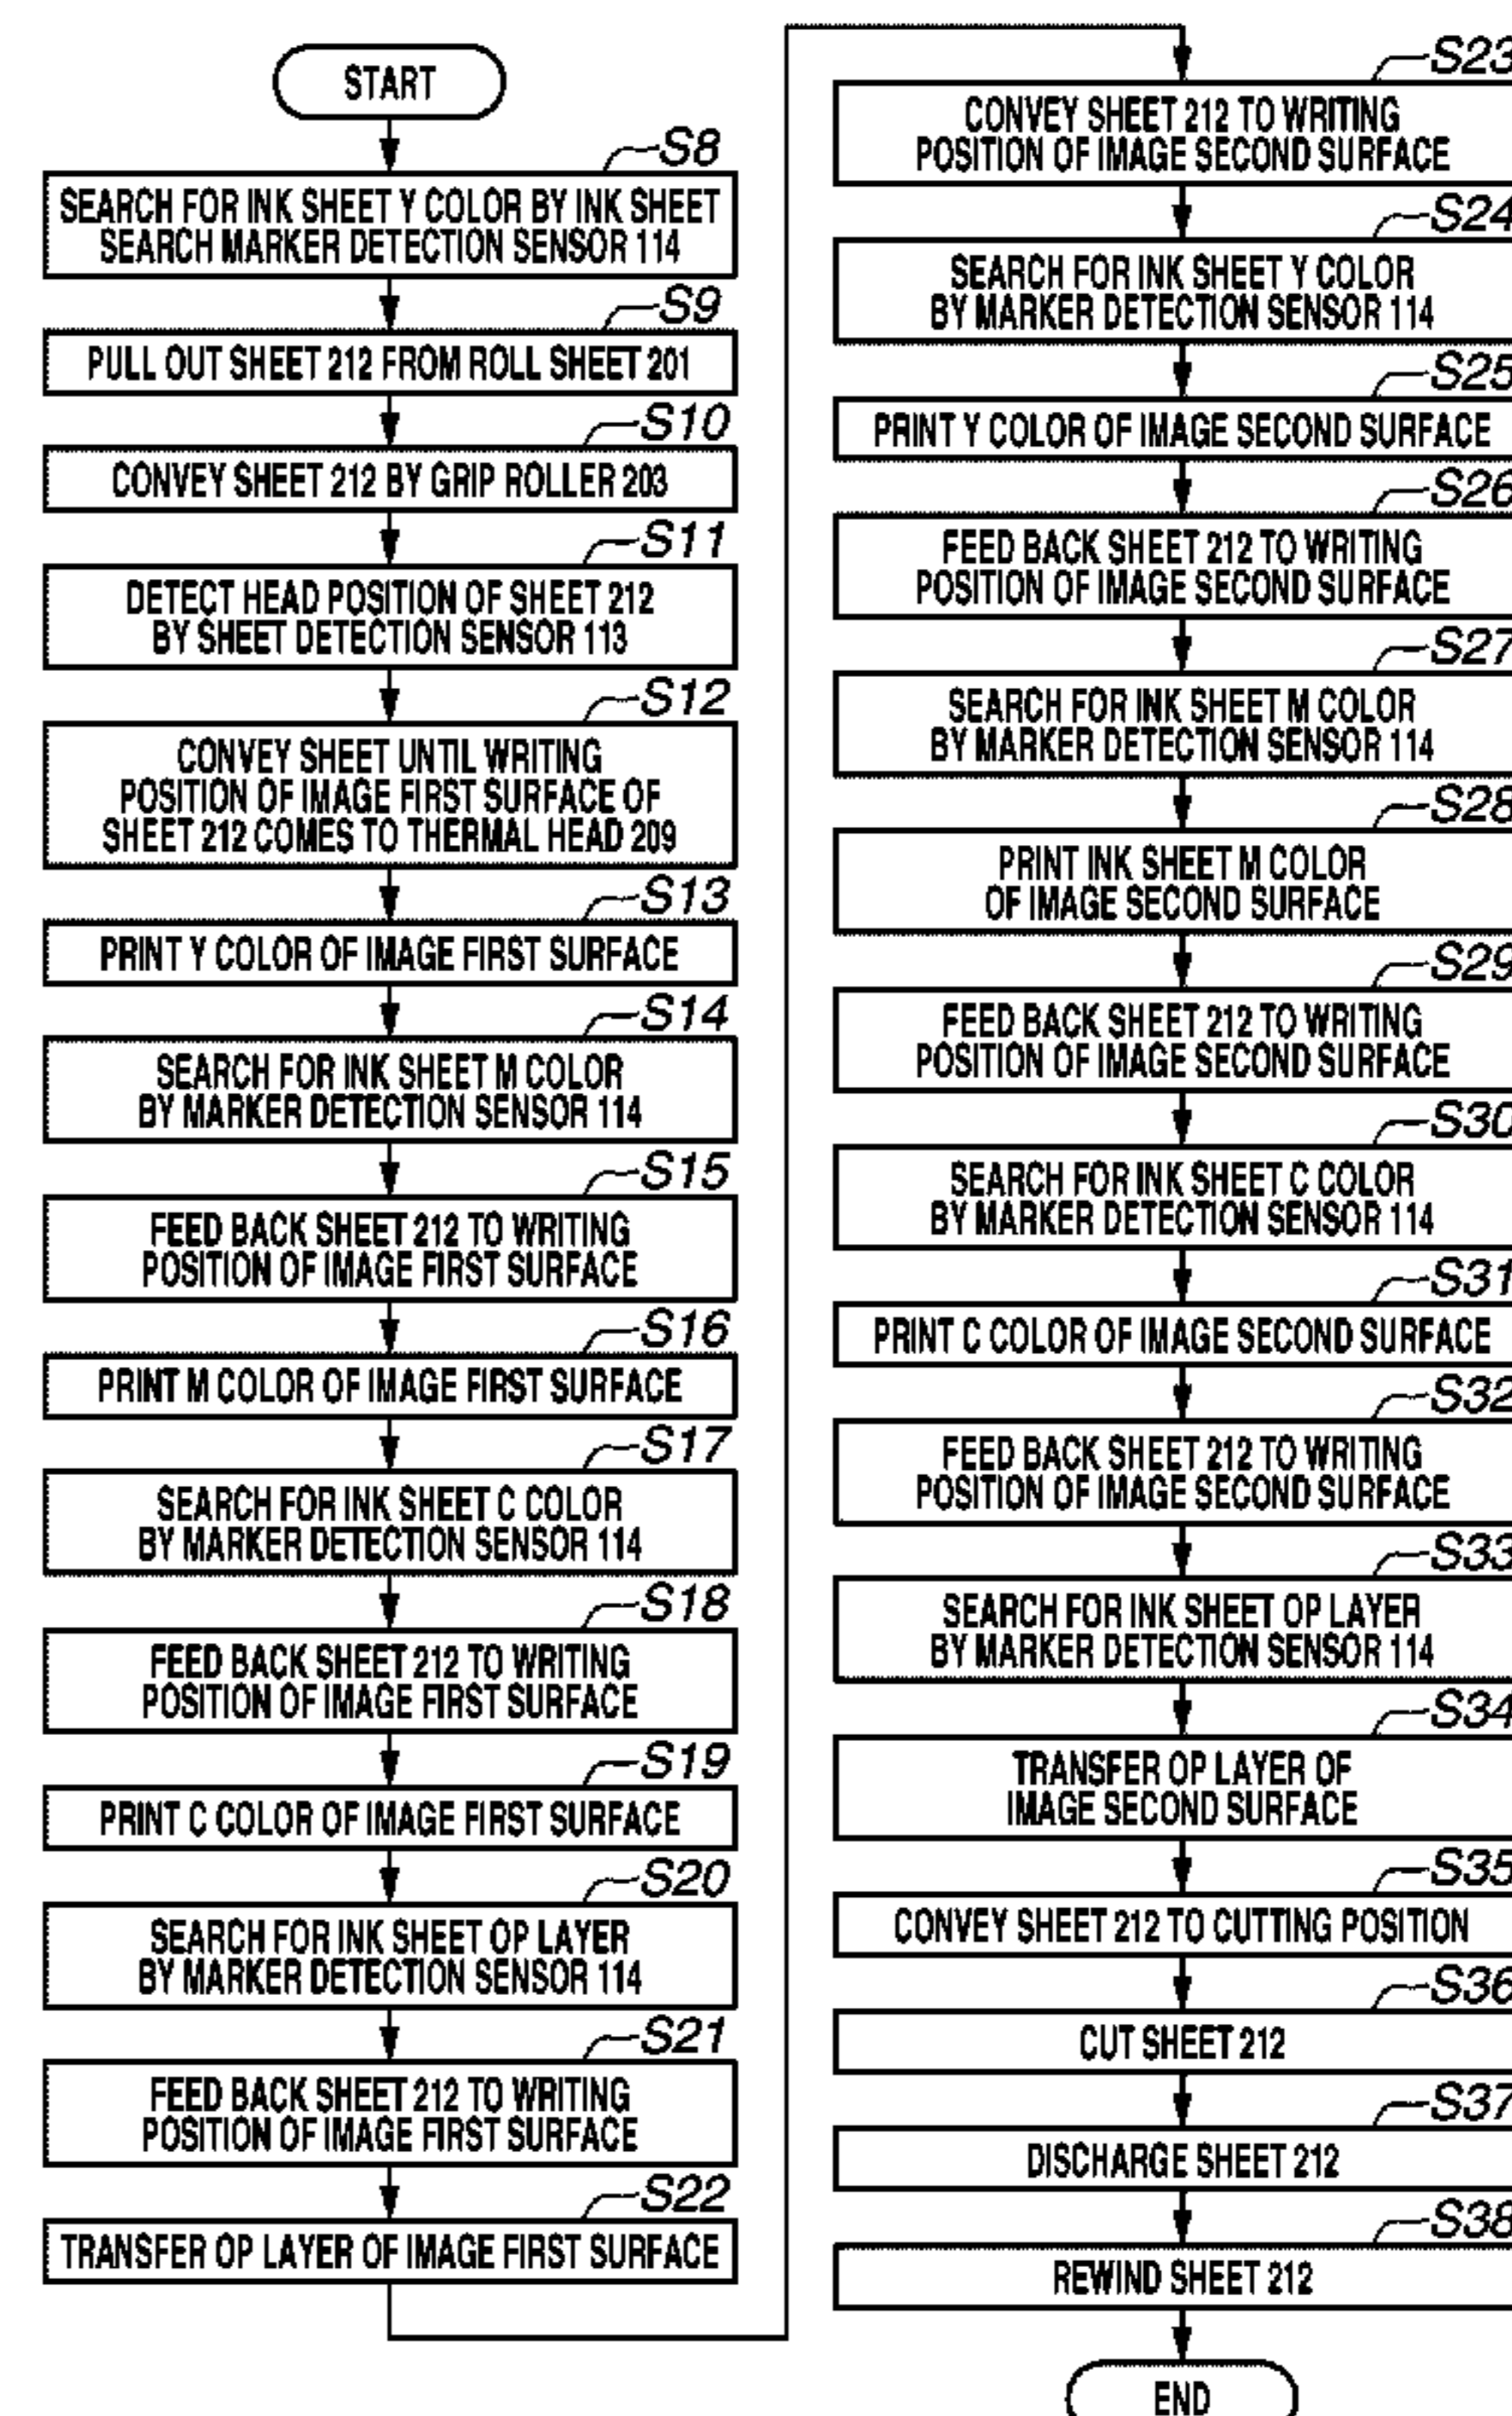 START
S8
SEARCH FOR INK SHEET Y COLOR BY INK SHEET
SEARCH MARKER DETECTION SENSOR 114
S9
PULL OUT SHEET 212 FROM ROLL SHEET 201
S10
CONVEY SHEET 212 BY GRIP ROLLER 203
S11
DETECT HEAD POSITION OF SHEET 212
BY SHEET DETECTION SENSOR 113
S12
CONVEY SHEET UNTIL WRITING
POSITION OF IMAGE FIRST SURFACE OF
SHEET 212 COMES TO THERMAL HEAD 209
S13
PRINT Y COLOR OF IMAGE FIRST SURFACE
S14
SEARCH FOR INK SHEET M COLOR
BY MARKER DETECTION SENSOR 114
S15
FEED BACK SHEET 212 TO WRITING
POSITION OF IMAGE FIRST SURFACE
S16
PRINT M COLOR OF IMAGE FIRST SURFACE
S17
SEARCH FOR INK SHEET C COLOR
BY MARKER DETECTION SENSOR 114
S18
FEED BACK SHEET 212 TO WRITING
POSITION OF IMAGE FIRST SURFACE
S19
PRINT C COLOR OF IMAGE FIRST SURFACE
S20
SEARCH FOR INK SHEET OP LAYER
BY MARKER DETECTION SENSOR 114
S21
FEED BACK SHEET 212 TO WRITING
POSITION OF IMAGE FIRST SURFACE
S22
TRANSFER OP LAYER OF IMAGE FIRST SURFACE
S23
CONVEY SHEET 212 TO WRITING
POSITION OF IMAGE SECOND SURFACE
S24
SEARCH FOR INK SHEET Y COLOR
BY MARKER DETECTION SENSOR 114
S25
PRINT Y COLOR OF IMAGE SECOND SURFACE
S26
FEED BACK SHEET 212 TO WRITING
POSITION OF IMAGE SECOND SURFACE
S27
SEARCH FOR INK SHEET M COLOR
BY MARKER DETECTION SENSOR 114
S28
PRINT INK SHEET M COLOR
OF IMAGE SECOND SURFACE
S29
FEED BACK SHEET 212 TO WRITING
POSITION OF IMAGE SECOND SURFACE
S30
SEARCH FOR INK SHEET C COLOR
BY MARKER DETECTION SENSOR 114
S31
PRINT C COLOR OF IMAGE SECOND SURFACE
S32
FEED BACK SHEET 212 TO WRITING
POSITION OF IMAGE SECOND SURFACE
S33
SEARCH FOR INK SHEET OP LAYER
BY MARKER DETECTION SENSOR 114
S34
TRANSFER OP LAYER OF
IMAGE SECOND SURFACE
S35
CONVEY SHEET 212 TO CUTTING POSITION
S36
CUT SHEET 212
S37
DISCHARGE SHEET 212
S38
REWIND SHEET 212
END